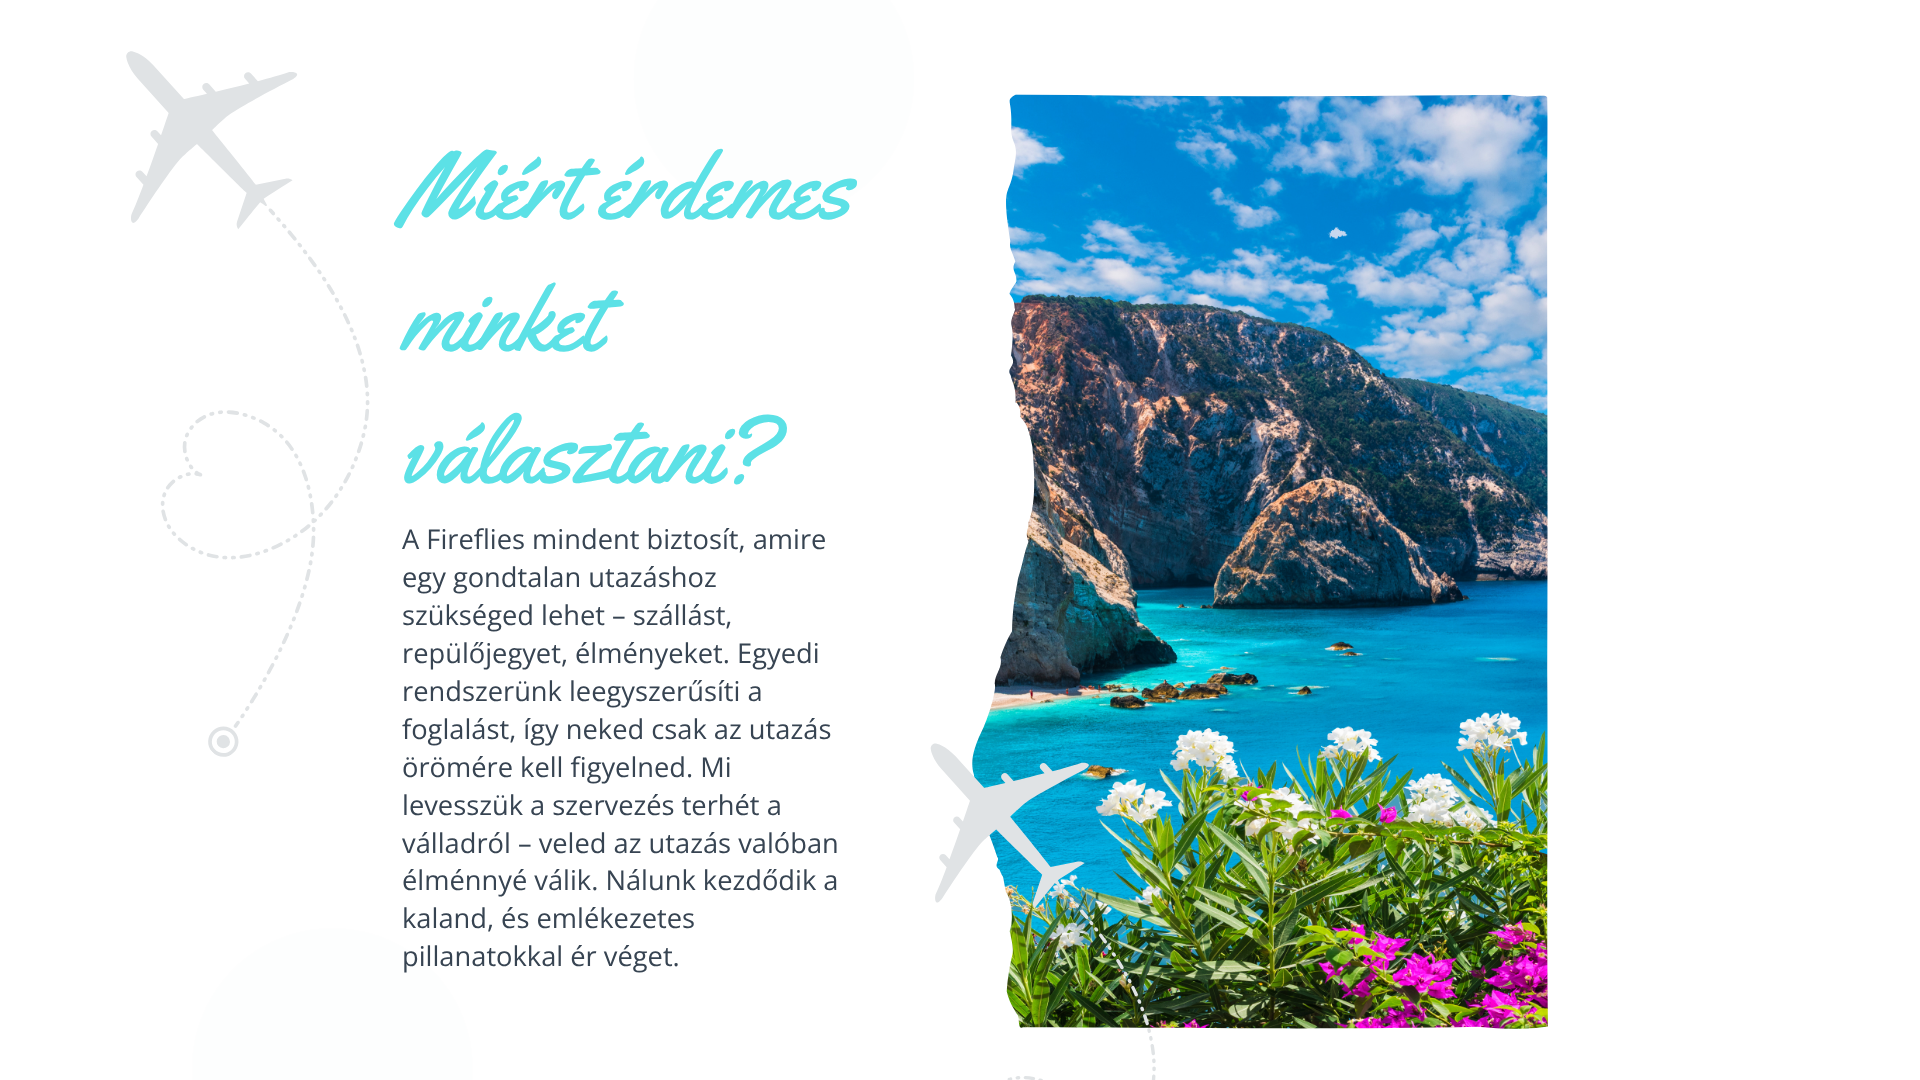 Miért érdemes
minket
választani?
A Fireflies mindent biztosít, amire
egy gondtalan utazáshoz
szükséged lehet – szállást,
repülőjegyet, élményeket. Egyedi
rendszerünk leegyszerűsíti a
foglalást, így neked csak az utazás
örömére kell figyelned. Mi
levesszük a szervezés terhét a
válladról – veled az utazás valóban
élménnyé válik. Nálunk kezdődik a
kaland, és emlékezetes
pillanatokkal ér véget.